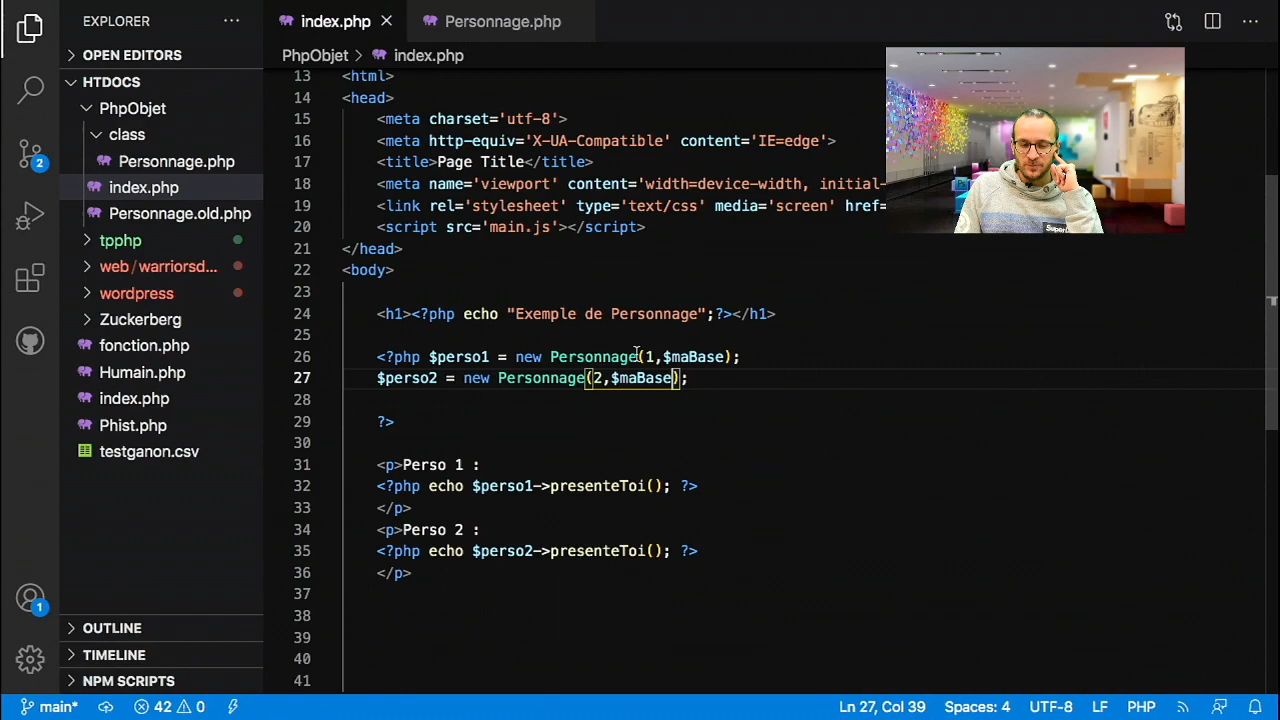 EXPLORER
index.php
Personnage.php
OPEN EDITORS
PhpObjet
index.php
HTDOCS
PhpObjet
class
Personnage.php
index.php
Personnage.old.php
tpphp
web/warriorsd...
wordpress
Zuckerberg
fonction.php
Humain.php
index.php
Phist.php
testganon.csv
OUTLINE
TIMELINE
NPM SCRIPTS
2
1
13 <html>
14 <head>
15 <meta charset='utf-8'>
16 <meta http-equiv='X-UA-Compatible' content='IE=edge'>
17 <title>Page Title</title>
18 <meta name='viewport' content='width=device-width, initial-
19 <link rel='stylesheet' type='text/css' media='screen' href=
20 <script src='main.js'></script>
21 </head>
22 <body>
23
24 <h1><?php echo "Exemple de Personnage";?></h1>
25
26 <?php $perso1 = new Personnage(1,$maBase);
27 $perso2 = new Personnage(2,$maBase);
28
29 ?>
30
31 <p>Perso 1 :
32 <?php echo $perso1->presenteToi(); ?>
33 </p>
34 <p>Perso 2 :
35 <?php echo $perso2->presenteToi(); ?>
36 </p>
37
38
39
40
41
Ps
Super
main* 42 0 Ln 27, Col 39 Spaces: 4 UTF-8 LF PHP